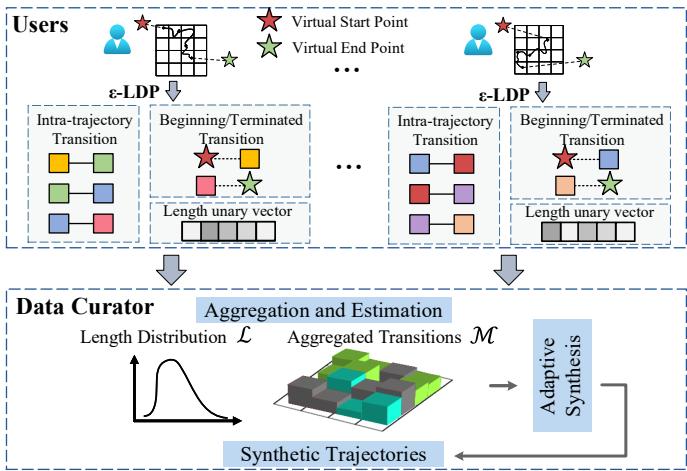 Users
Virtual Start Point
Virtual End Point
...
ε-LDP
ε-LDP
Intra-trajectory
Transition
Beginning/Terminated
Transition
Length unary vector
...
Intra-trajectory
Transition
Beginning/Terminated
Transition
Length unary vector
Data Curator
Aggregation and Estimation
Length Distribution ℒ
Aggregated Transitions ℳ
Adaptive
Synthesis
Synthetic Trajectories